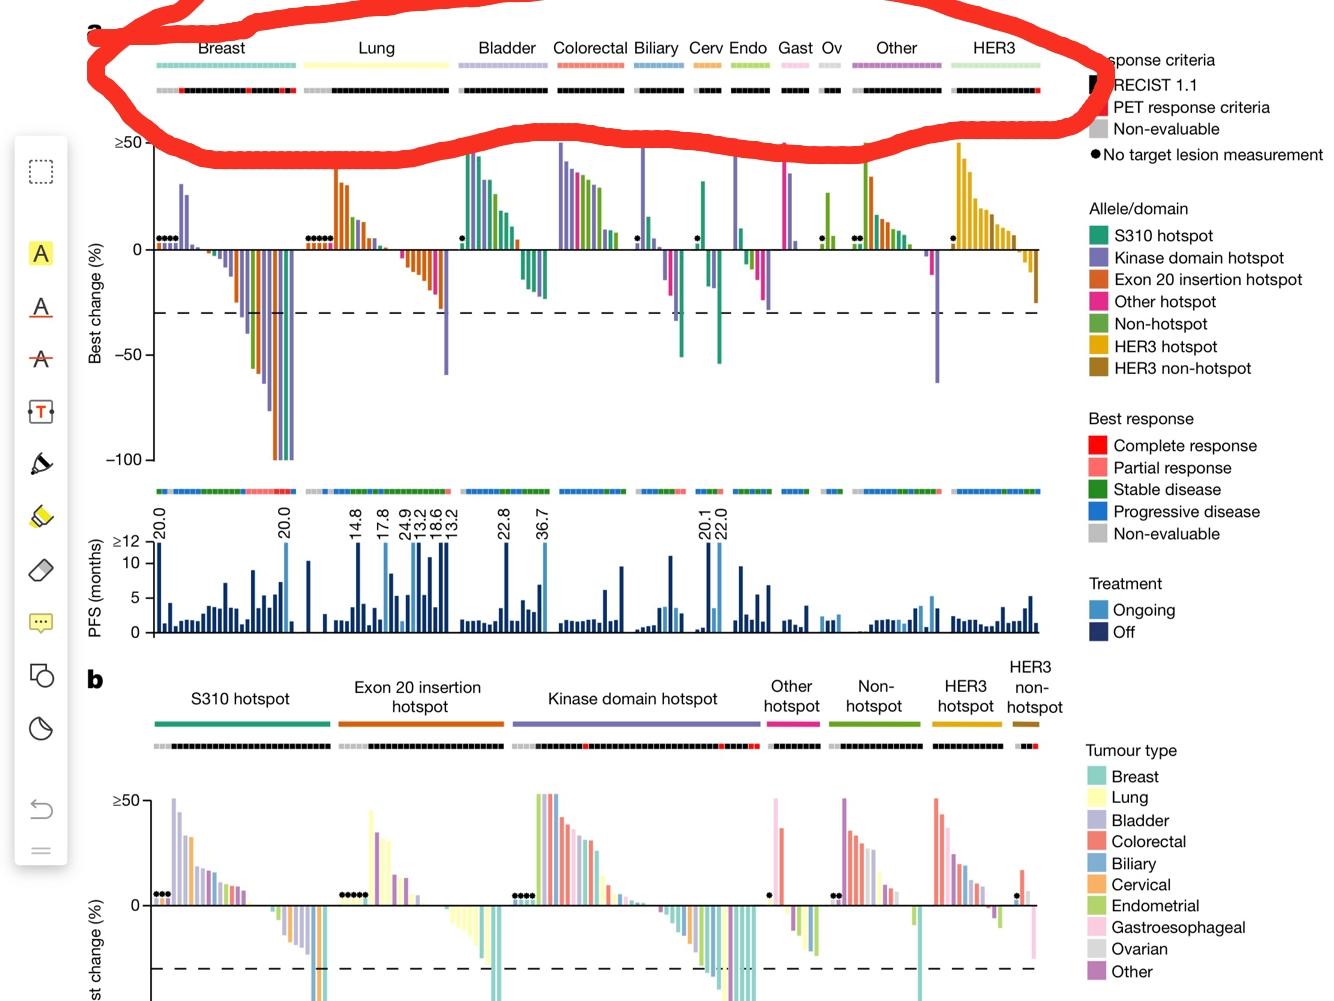 a
Breast Lung Bladder Colorectal Biliary Cerv Endo Gast Ov Other HER3
sponse criteria
RECIST 1.1
PET response criteria
Non-evaluable
No target lesion measurement
≥50
0
−50
−100
Best change (%)
Allele/domain
S310 hotspot
Kinase domain hotspot
Exon 20 insertion hotspot
Other hotspot
Non-hotspot
HER3 hotspot
HER3 non-hotspot
Best response
Complete response
Partial response
Stable disease
Progressive disease
Non-evaluable
20.0 20.0 14.8 17.8 24.9 13.2 18.6 13.2 22.8 36.7 20.1 22.0
≥12
10
5
0
PFS (months)
Treatment
Ongoing
Off
b
S310 hotspot
Exon 20 insertion
hotspot
Kinase domain hotspot
Other
hotspot
Non-
hotspot
HER3
hotspot
HER3
non-
hotspot
≥50
0
st change (%)
Tumour type
Breast
Lung
Bladder
Colorectal
Biliary
Cervical
Endometrial
Gastroesophageal
Ovarian
Other
A
A
A
T